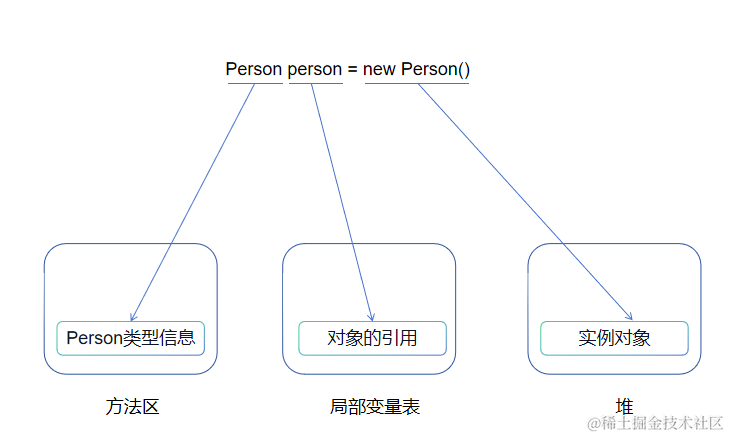 Person person = new Person()
Person类型信息
对象的引用
实例对象
方法区
局部变量表
堆
@稀土掘金技术社区